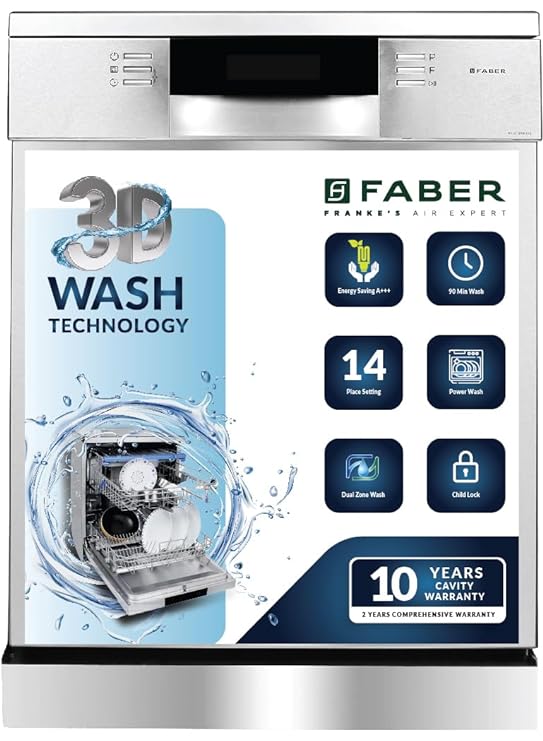 P
F
FABER
3D
WASH
TECHNOLOGY
FABER
FRANKE'S AIR EXPERT
Energy Saving A+++
90 Min Wash
14
Place Setting
Power Wash
Dual Zone Wash
Child Lock
10 YEARS
CAVITY
WARRANTY
2 YEARS COMPREHENSIVE WARRANTY